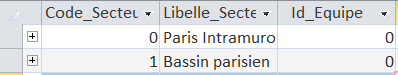 Code_Secteu Libelle_Secte Id_Equipe
0 Paris Intramuro 0
1 Bassin parisien 0